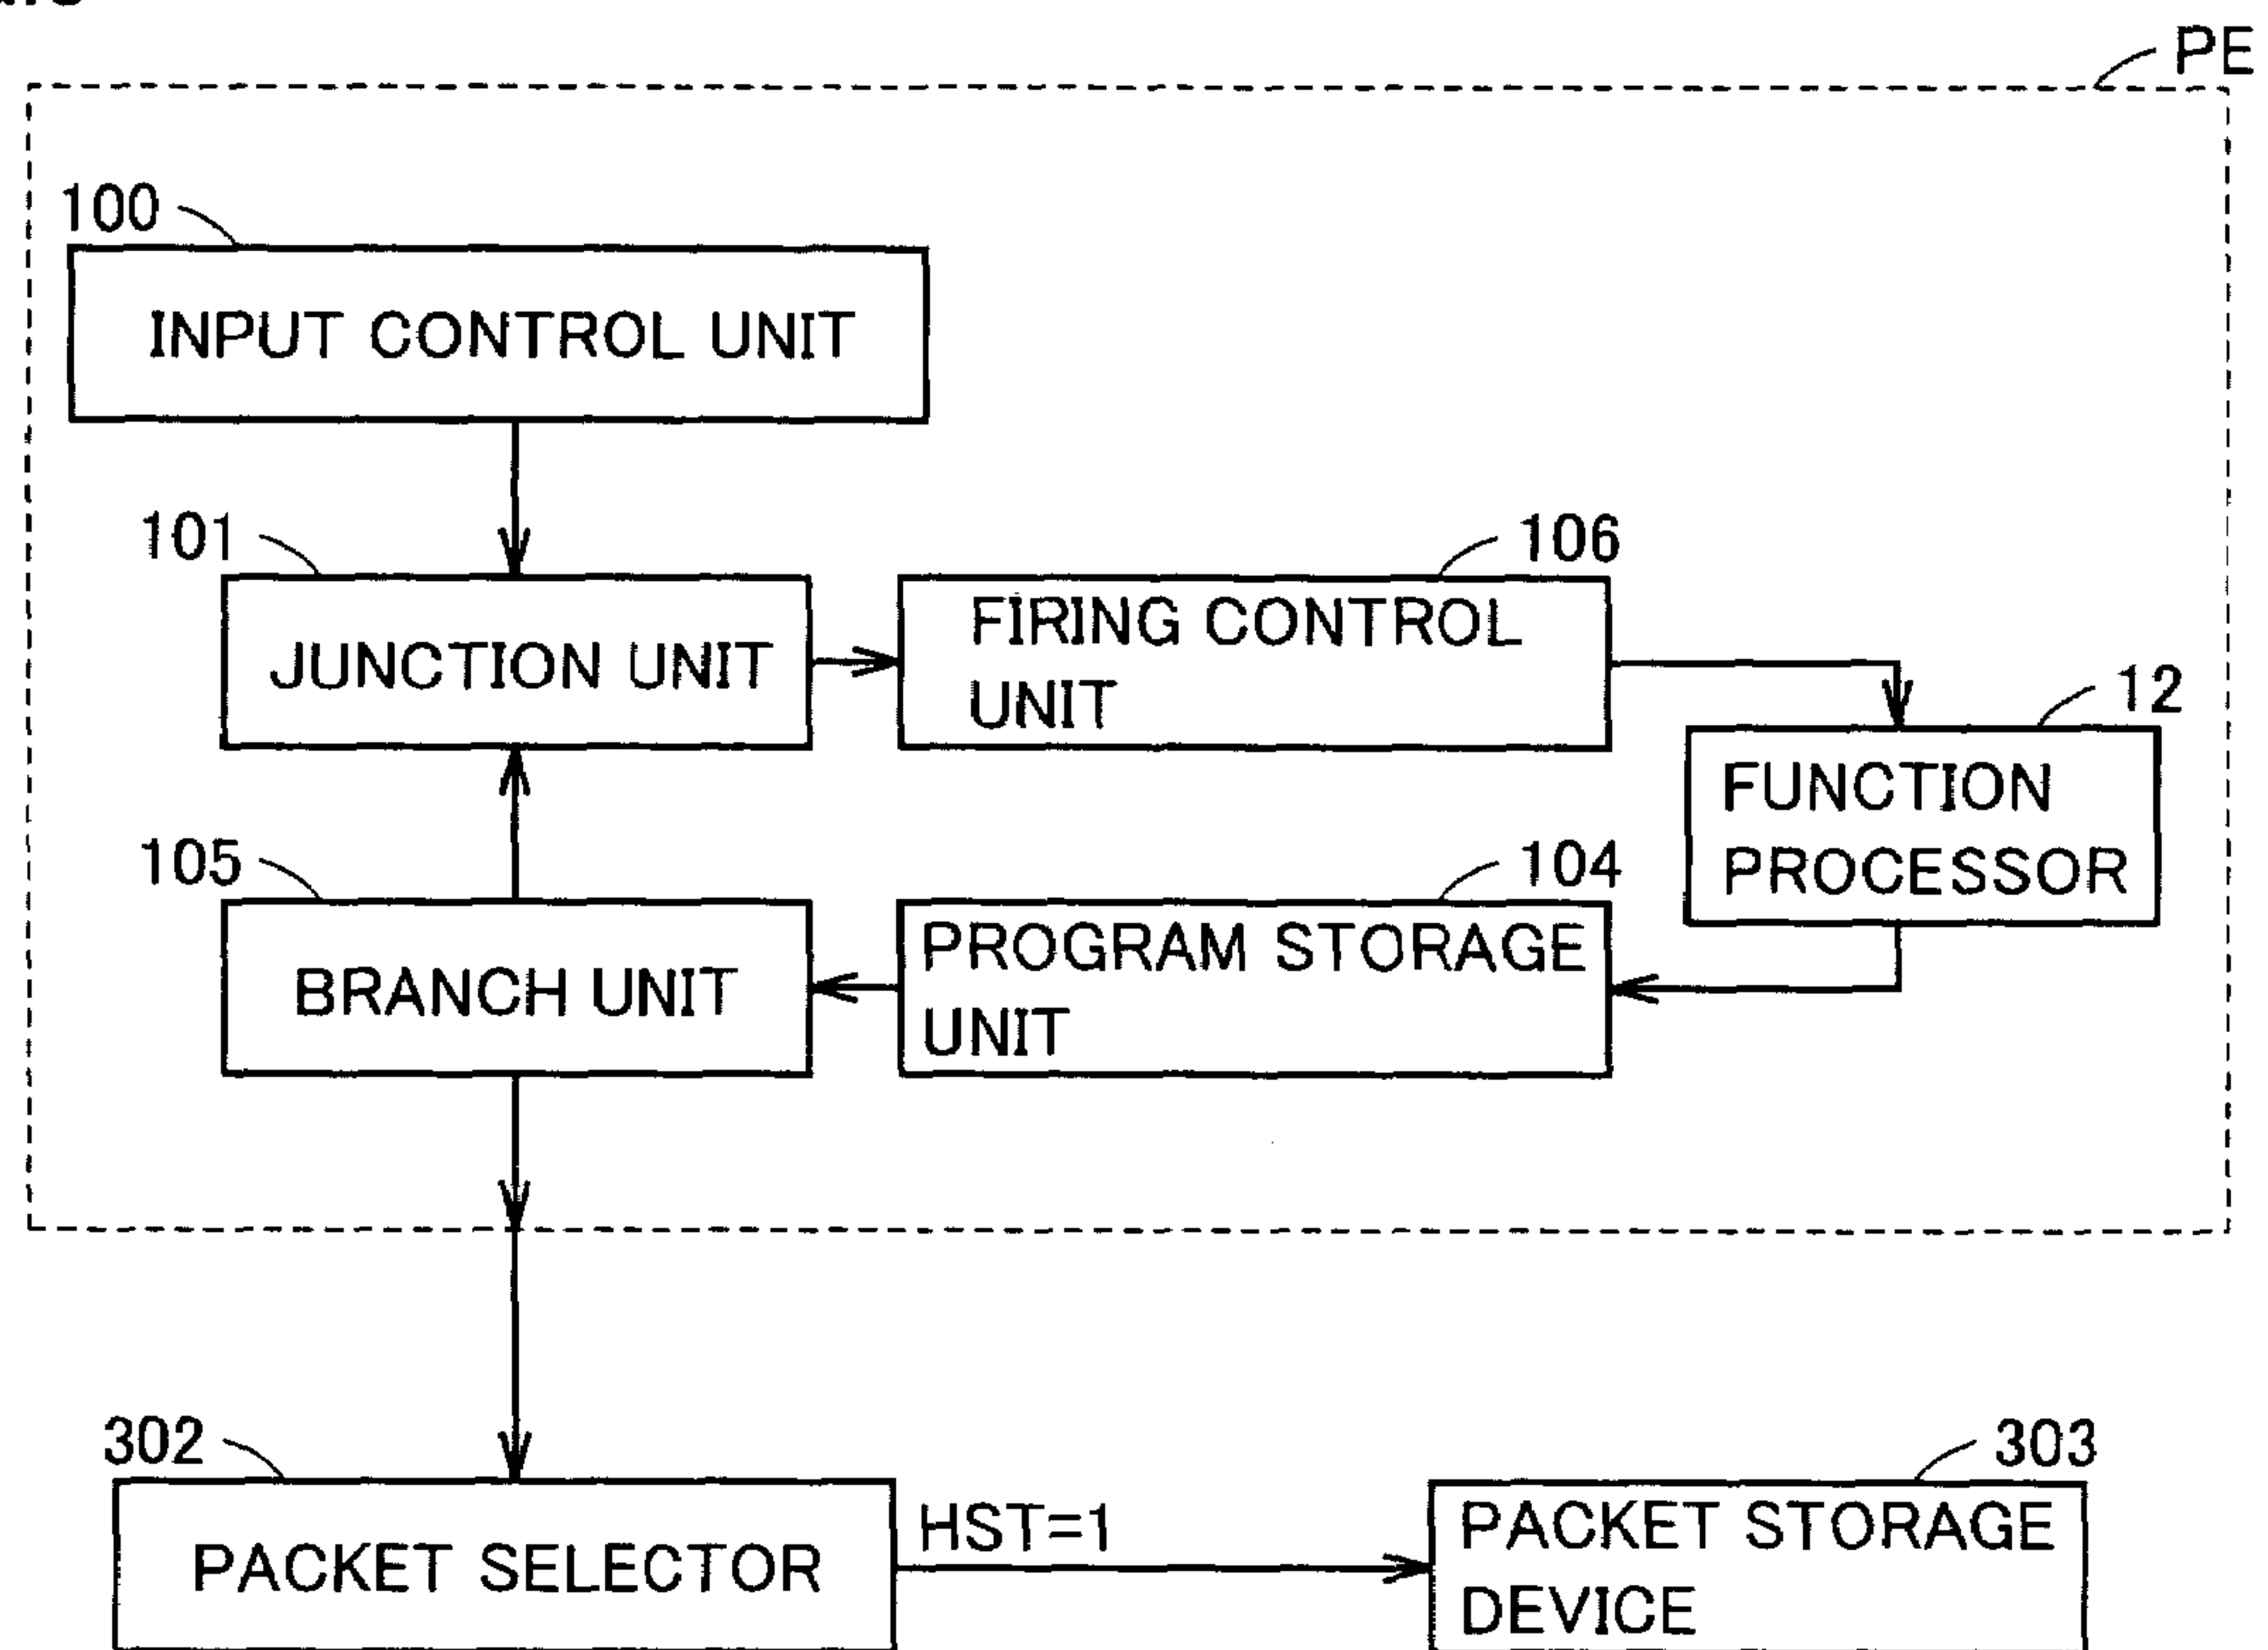 PE
100
INPUT CONTROL UNIT
101
JUNCTION UNIT
106
FIRING CONTROL
UNIT
12
FUNCTION
PROCESSOR
105
BRANCH UNIT
104
PROGRAM STORAGE
UNIT
302
PACKET SELECTOR
HST=1
303
PACKET STORAGE
DEVICE